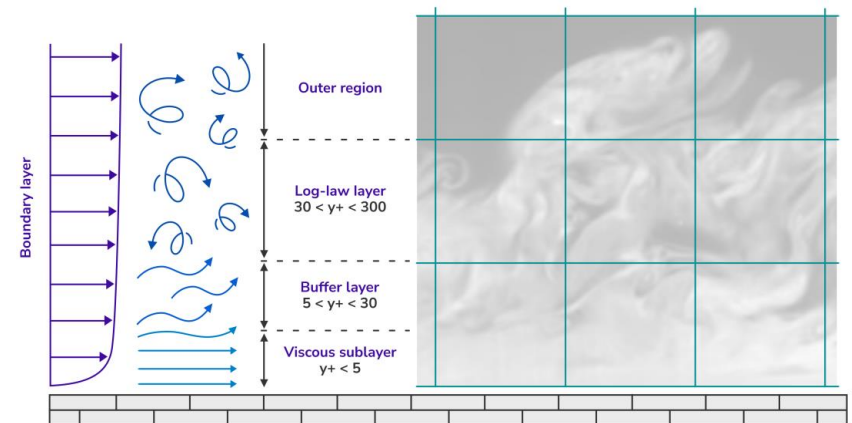 Boundary layer
Outer region
Log-law layer
30 < y+ < 300
Buffer layer
5 < y+ < 30
Viscous sublayer
y+ < 5